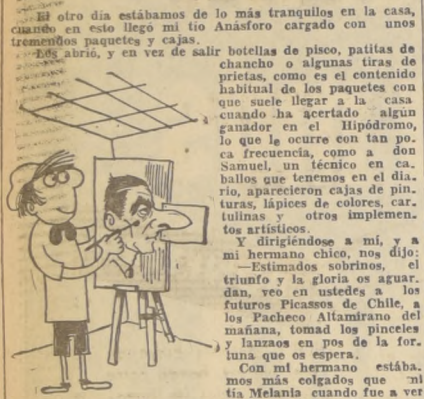 El otro día estábamos de lo más tranquilos en la casa,
cuando en esto llegó mi tío Anásforo cargado con unos
tremendos paquetes y cajas.
Los abrió, y en vez de salir botellas de pisco, patitas de
chancho o algunas tiras de
prietas, como es el contenido
habitual de los paquetes con
que suele llegar a la casa
cuando ha acertado algún
ganador en el Hipódromo,
lo que le ocurre con tan po-
ca frecuencia, como a don
Samuel, un técnico en ca-
ballos que tenemos en el dia-
rio, aparecieron cajas de pin-
turas, lápices de colores, car-
tulinas y otros implemen-
tos artísticos.
Y dirigiéndose a mí, y a
mi hermano chico, nos dijo:
—Estimados sobrinos, el
triunfo y la gloria os aguar-
dan, veo en ustedes a los
futuros Picassos de Chile, a
los Pacheco Altamirano del
mañana, tomad los pinceles
y lanzaos en pos de la for-
tuna que os espera.
Con mi hermano estába-
mos más colgados que mi
tía Melania cuando fue a ver